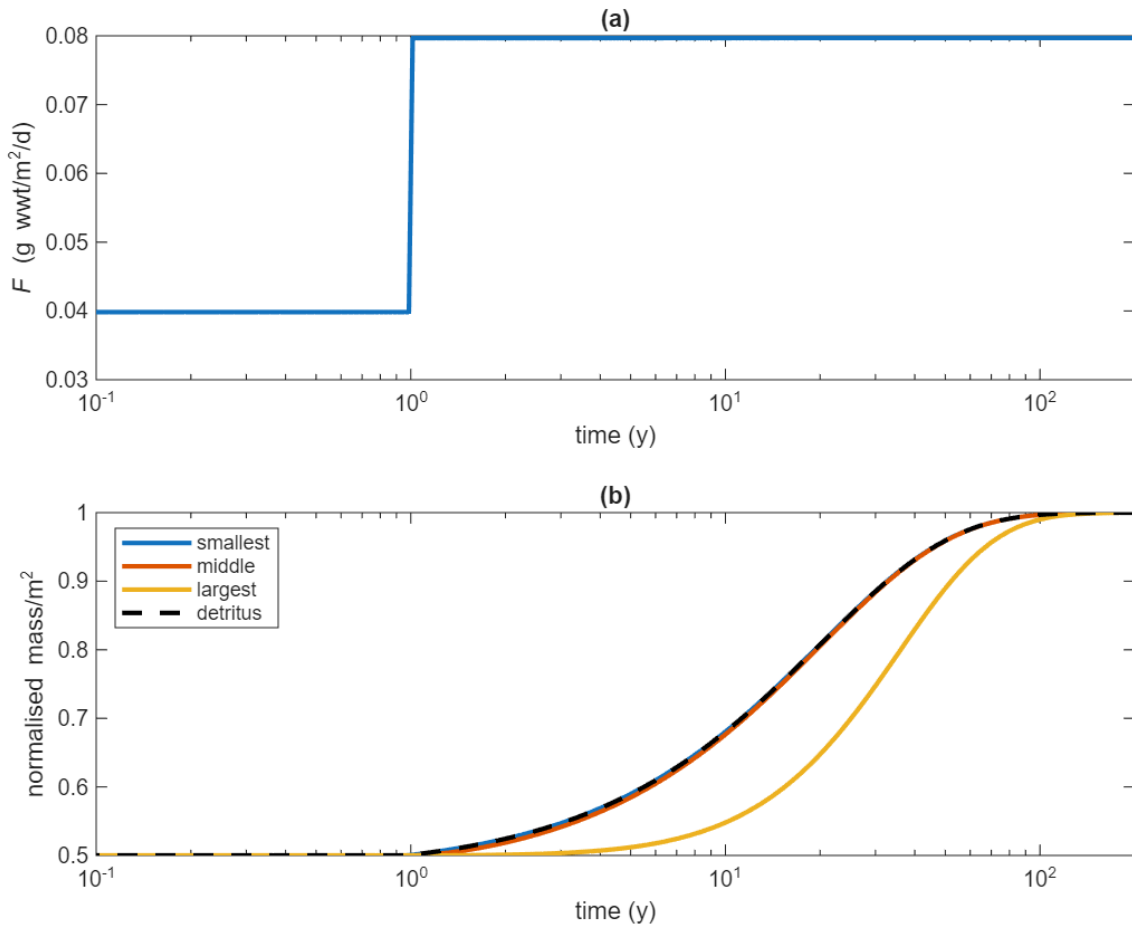 (a)
0.08
0.07
0.06
0.05
0.04
0.03
F (g wwt/m²/d)
10⁻¹ 10⁰ 10¹ 10²
time (y)
(b)
1
0.9
0.8
0.7
0.6
0.5
normalised mass/m²
smallest
middle
largest
detritus
10⁻¹ 10⁰ 10¹ 10²
time (y)